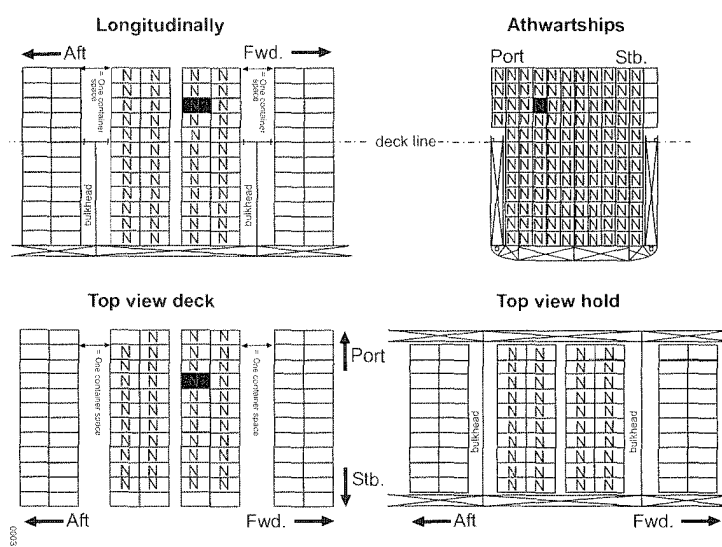 Longitudinally
Aft
Fwd.
= One container space
= One container space
bulkhead
bulkhead
Athwartships
Port
Stb.
deck line
Top view deck
= One container space
= One container space
Port
Stb.
Aft
Fwd.
Top view hold
bulkhead
bulkhead
Aft
Fwd.